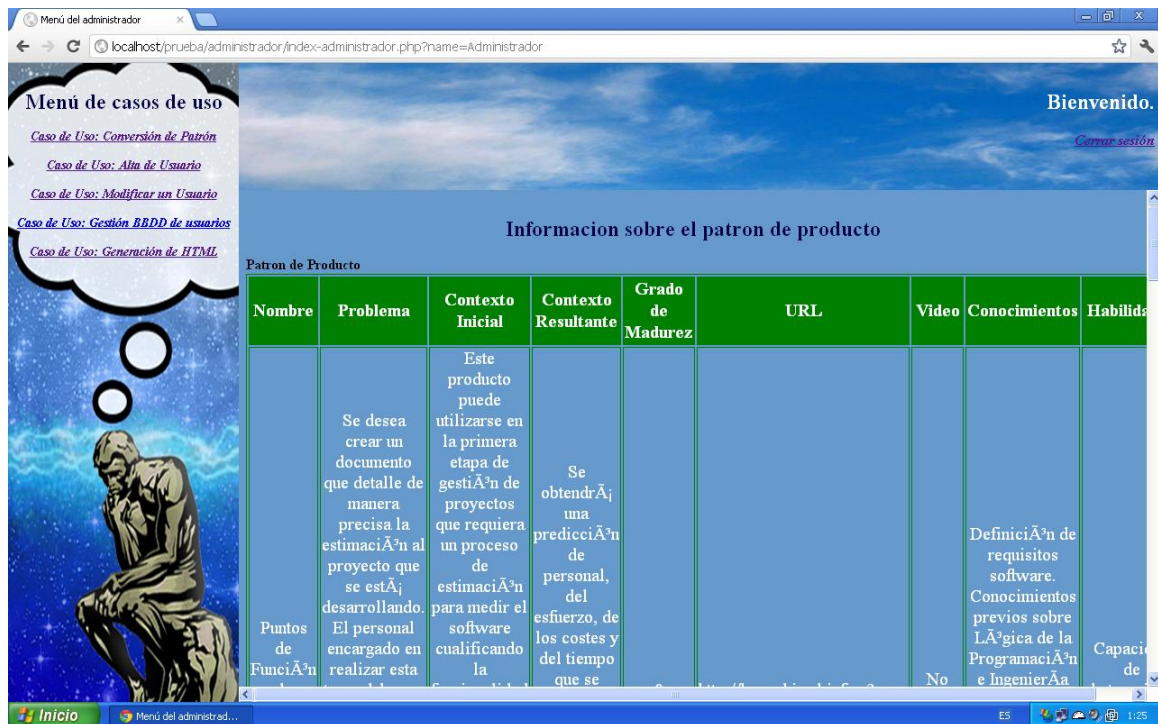 Menú del administrador
localhost/prueba/administrador/index-administrador.php?name=Administrador
Menú de casos de uso
Caso de Uso: Conversión de Patrón
Caso de Uso: Alta de Usuario
Caso de Uso: Modificar un Usuario
Caso de Uso: Gestión BBDD de usuarios
Caso de Uso: Generación de HTML
Bienvenido.
Cerrar sesión
Informacion sobre el patron de producto
Patron de Producto
Nombre
Problema
Contexto
Inicial
Contexto
Resultante
Grado
de
Madurez
URL
Video
Conocimientos
Habilida
Puntos
de
FunciÃ³n
Se desea
crear un
documento
que detalle de
manera
precisa la
estimaciÃ³n al
proyecto que
se estÃ¡
desarrollando.
El personal
encargado en
realizar esta
Este
producto
puede
utilizarse en
la primera
etapa de
gestiÃ³n de
proyectos
que requiera
un proceso
de
estimaciÃ³n
para medir el
software
cualificando
la
Se
obtendrÃ¡
una
predicciÃ³n
de
personal,
del
esfuerzo, de
los costes y
del tiempo
que se
No
DefiniciÃ³n de
requisitos
software.
Conocimientos
previos sobre
LÃ³gica de la
ProgramaciÃ³n
e IngenierÃ­a
Capacid
de
Inicio
Menú del administrad...
ES
1:25